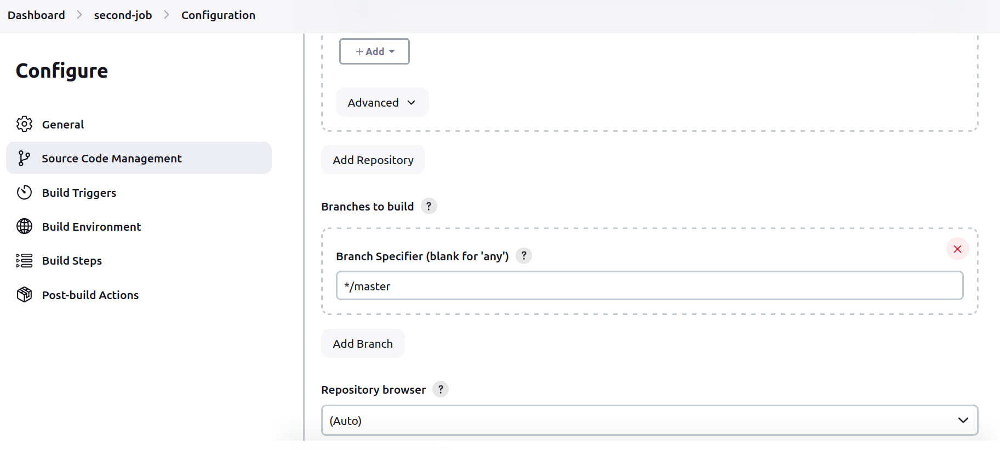 Dashboard > second-job > Configuration
Configure
General
Source Code Management
Build Triggers
Build Environment
Build Steps
Post-build Actions
+ Add
Advanced
Add Repository
Branches to build ?
Branch Specifier (blank for 'any') ?
*/master
Add Branch
Repository browser ?
(Auto)